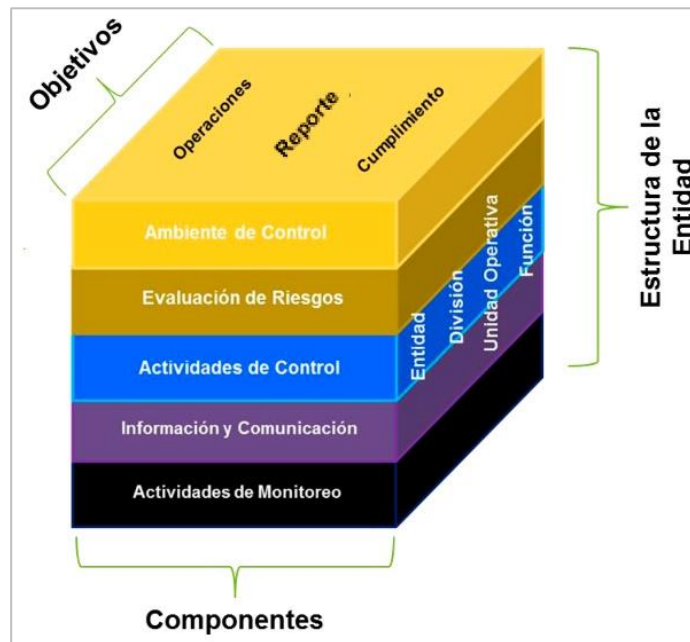 Objetivos
Operaciones
Reporte
Cumplimiento
Ambiente de Control
Evaluación de Riesgos
Actividades de Control
Información y Comunicación
Actividades de Monitoreo
Entidad
División
Unidad Operativa
Función
Estructura de la
Entidad
Componentes